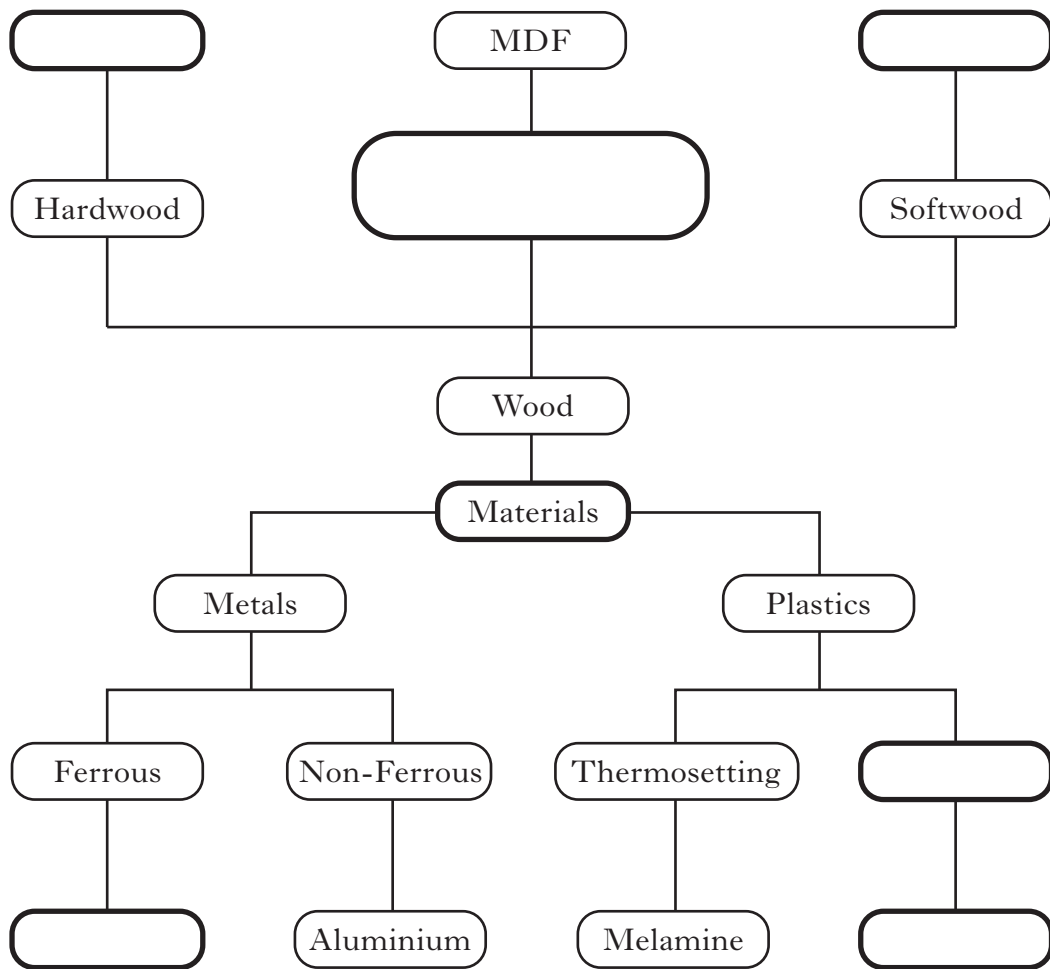 MDF
Hardwood
Softwood
Wood
Materials
Metals
Plastics
Ferrous
Non-Ferrous
Thermosetting
Aluminium
Melamine